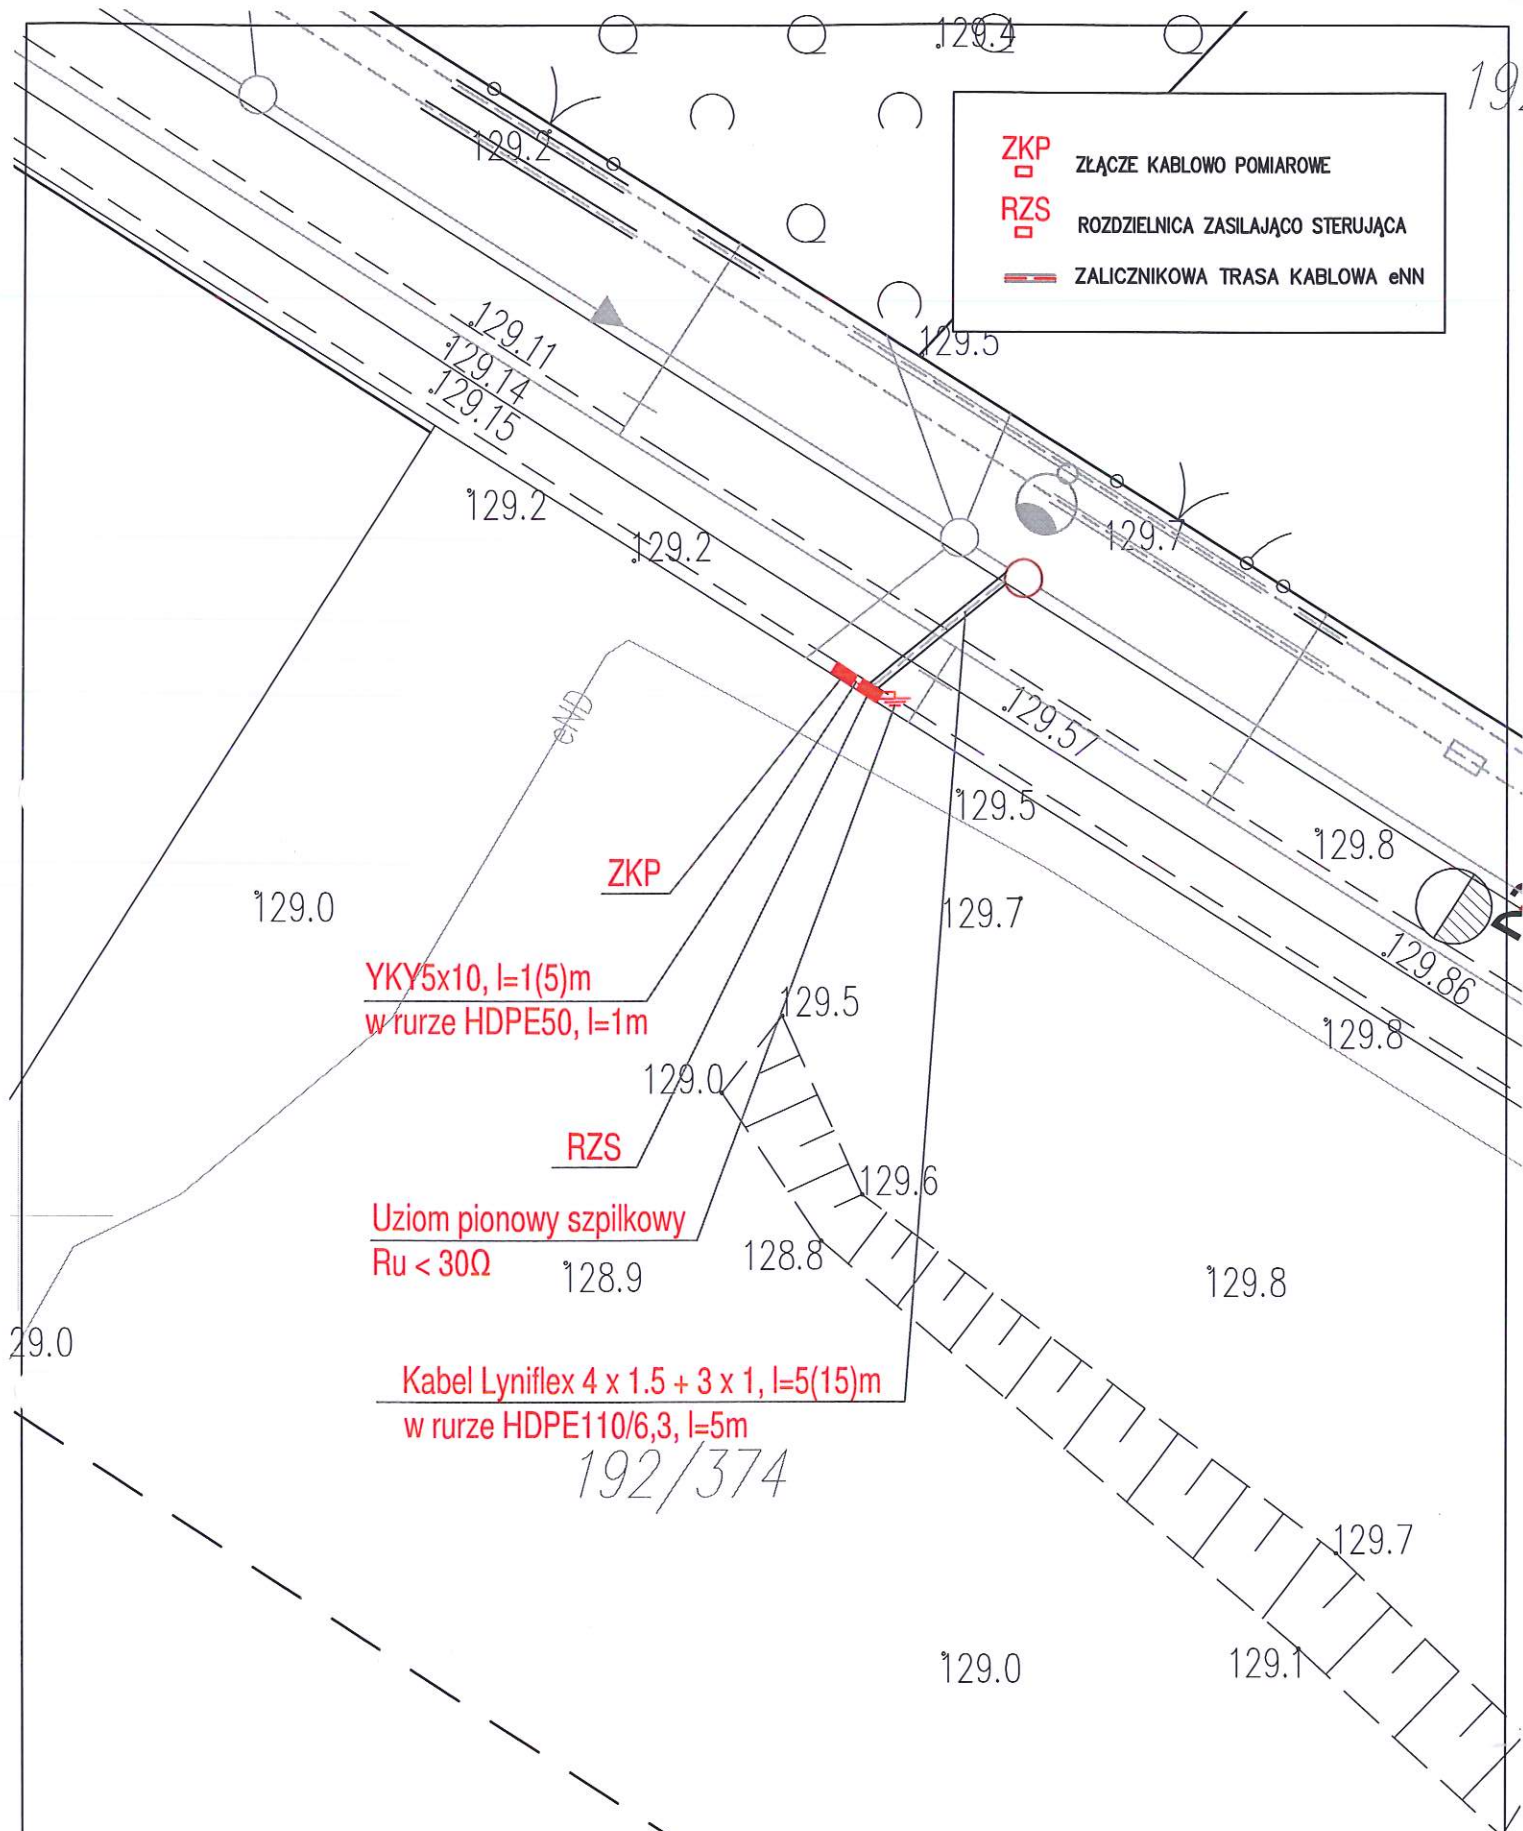 129.4
192
ZKP
ZŁĄCZE KABLOWO POMIAROWE
RZS
ROZDZIELNICA ZASILAJĄCO STERUJĄCA
ZALICZNIKOWA TRASA KABLOWA eNN
129.2
129.11
129.14
129.15
129.5
129.2
129.2
129.7
eND
129.57
129.5
129.8
ZKP
129.0
129.7
129.86
YKY5x10, l=1(5)m
w rurze HDPE50, l=1m
129.5
129.8
129.0
RZS
129.6
Uziom pionowy szpilkowy
Ru < 30Ω
128.9
128.8
129.8
29.0
Kabel Lyniflex 4 x 1.5 + 3 x 1, l=5(15)m
w rurze HDPE110/6,3, l=5m
192/374
129.7
129.0
129.1